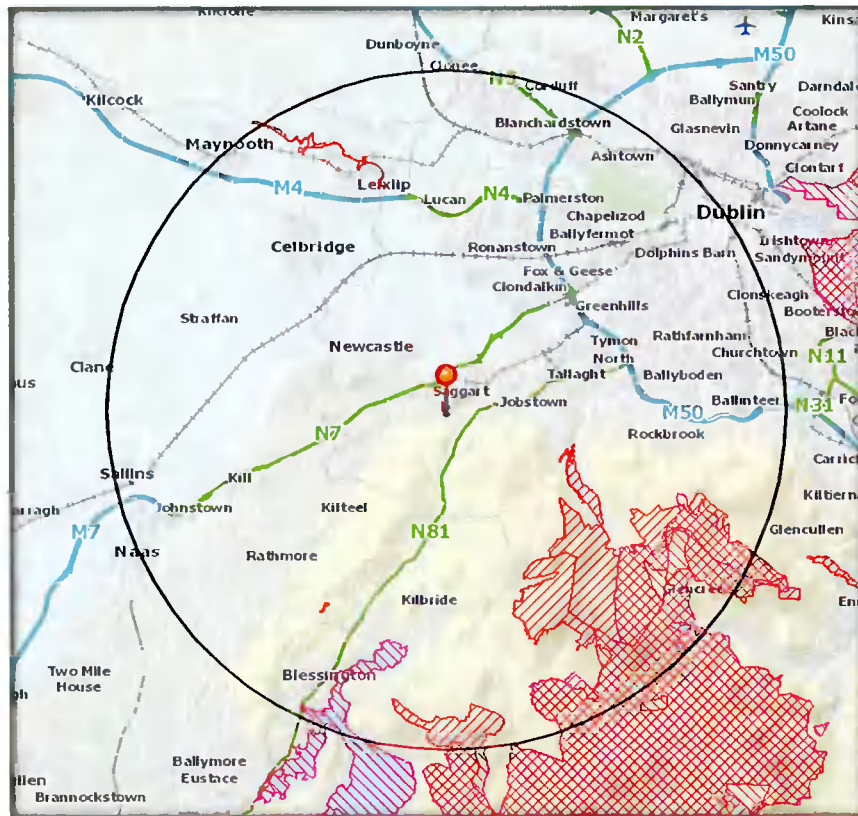 Margaret's
Dunboyne
N2
M50
Clonee
N3
Corduff
Santry
Darndale
Kilcock
Ballymun
Coolock
Blanchardstown
Glasnevin
Artane
Maynooth
Donnycarney
Ashtown
Clontarf
M4
Leixlip
Lucan
N4
Palmerston
Chapelizod
Dublin
Ballyfermot
Celbridge
Ronanstown
Irishtown
Dolphins Barn
Sandymount
Fox & Geese
Clondalkin
Clonskeagh
Straffan
Greenhills
Newcastle
Tymon
North
Rathfarnham
Churchtown
N11
Clane
Saggart
Tallaght
Ballyboden
Jobstown
M50
Ballinteer
N31
N7
Rockbrook
Sallins
Kill
Johnstown
Kilteel
M7
N81
Glencullen
Naas
Rathmore
Kilbride
Two Mile
House
Blessington
Ballymore
Eustace
Brannockstown